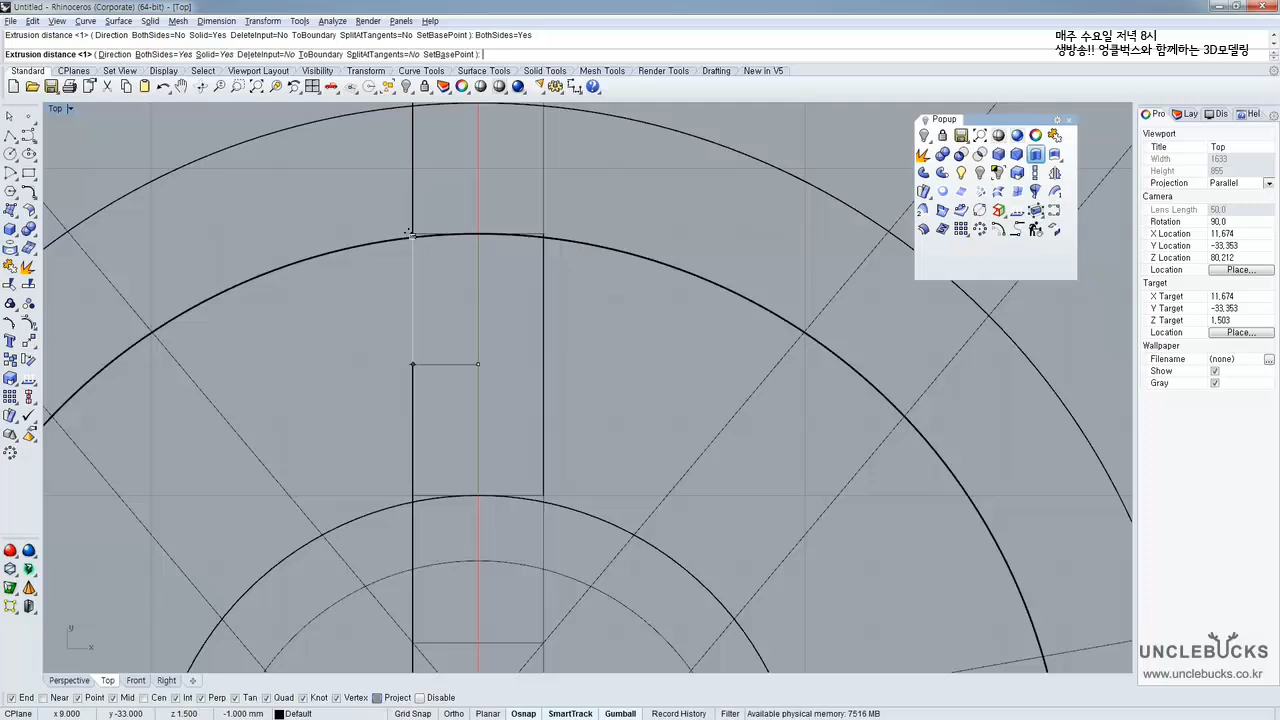 Untitled - Rhinoceros (Corporate) (64-bit) - [Top]
File Edit View Curve Surface Solid Mesh Dimension Transform Tools Analyze Render Panels Help
Extrusion distance <1> ( Direction BothSides=No Solid=Yes DeleteInput=No ToBoundary SplitAtTangents=No SetBasePoint ): BothSides=Yes
매주 수요일 저녁 8시
Extrusion distance <1> ( Direction BothSides=Yes Solid=Yes DeleteInput=No ToBoundary SplitAtTangents=No SetBasePoint ):
생방송!! 엉클벅스와 함께하는 3D모델링
Standard CPlanes Set View Display Select Viewport Layout Visibility Transform Curve Tools Surface Tools Solid Tools Mesh Tools Render Tools Drafting New in V5
Top
Popup
Pro Lay Dis Hel
Viewport
Title Top
Width 1633
Height 855
Projection Parallel
Camera
Lens Length 50,0
Rotation 90,0
X Location 11,674
Y Location -33,353
Z Location 80,212
Location Place...
Target
X Target 11,674
Y Target -33,353
Z Target 1,503
Location Place...
Wallpaper
Filename (none) ...
Show
Gray
y
x
UNCLEBUCKS
www.unclebucks.co.kr
Perspective Top Front Right
End Near Point Mid Cen Int Perp Tan Quad Knot Vertex Project Disable
CPlane x 9.000 y -33.000 z 1.500 -1.000 mm Default Grid Snap Ortho Planar Osnap SmartTrack Gumball Record History Filter Available physical memory: 7516 MB